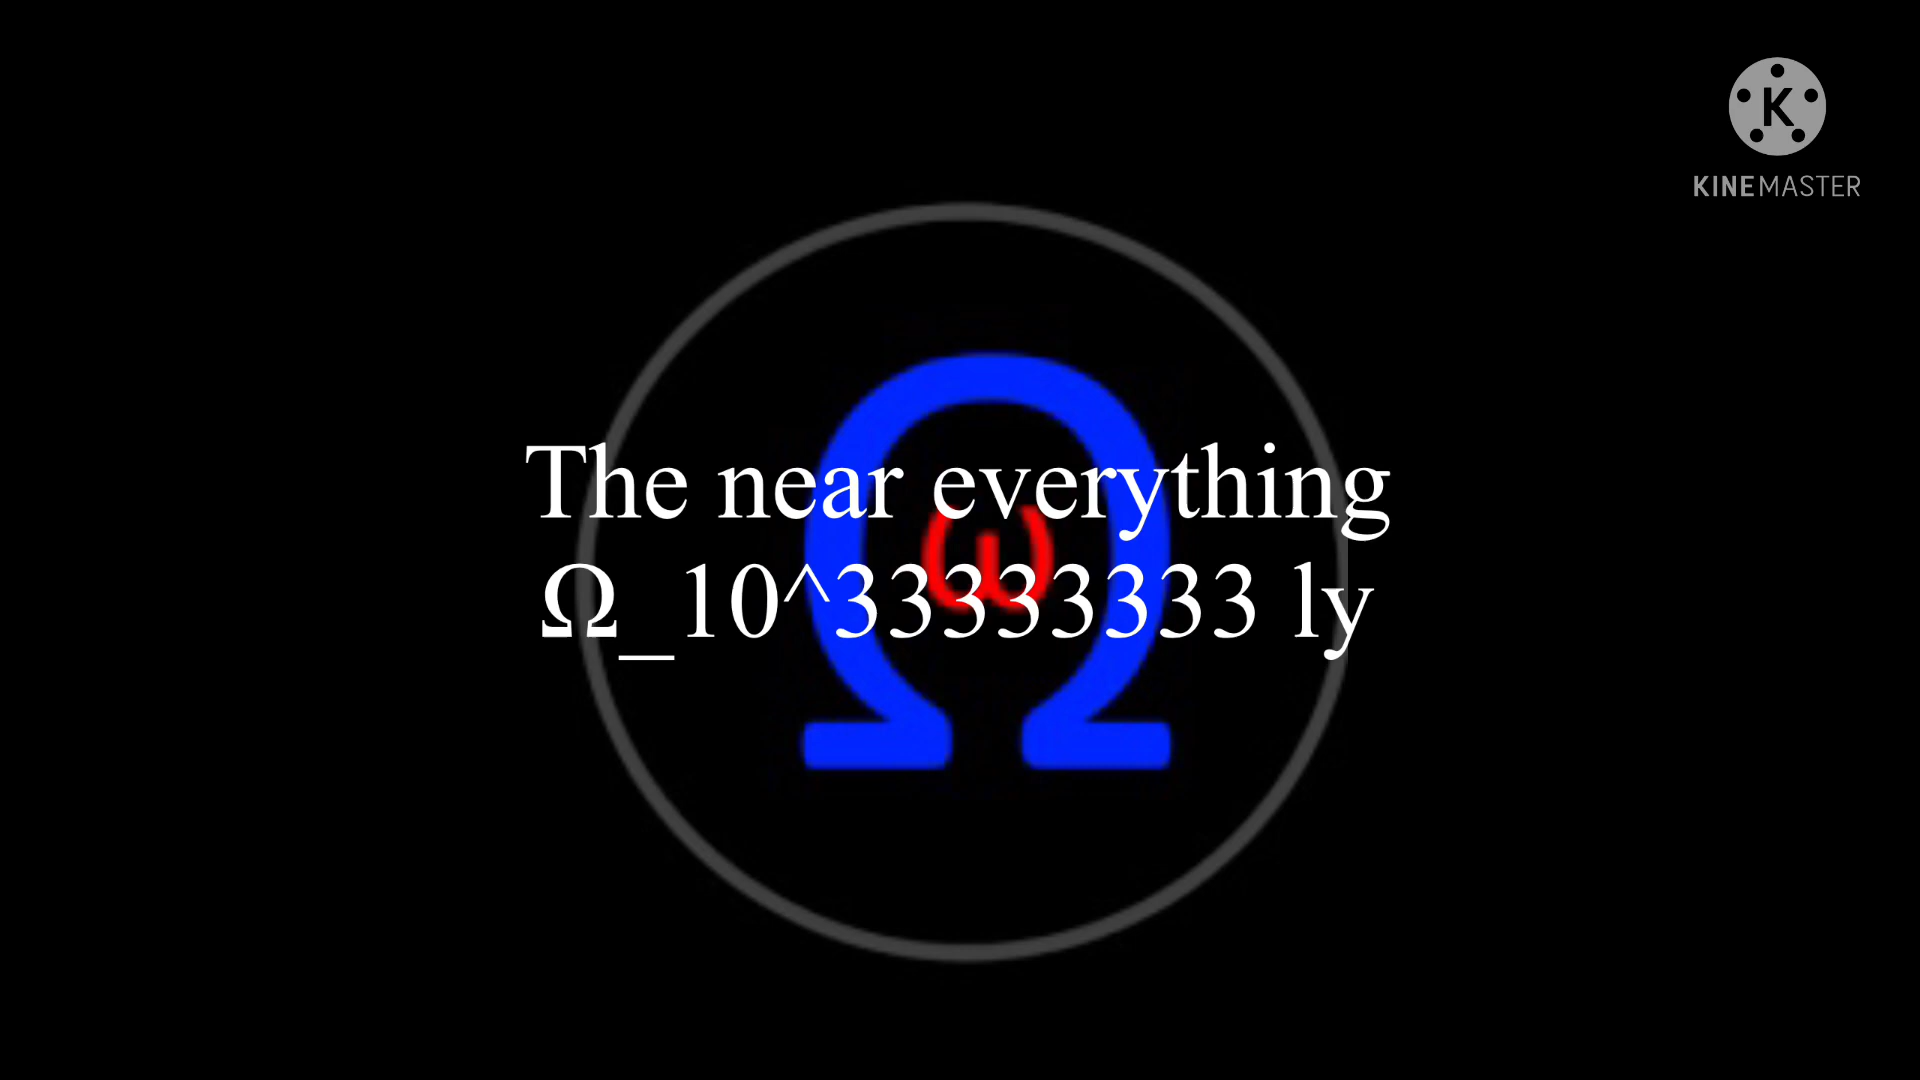 K
KINEMASTER
Ω
ω
The near everything
Ω_10^33333333 ly